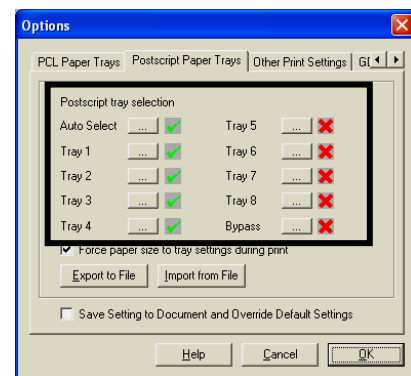 Options
PCL Paper Trays Postscript Paper Trays Other Print Settings
Postscript tray selection
Auto Select ... Tray 5 ...
Tray 1 ... Tray 6 ...
Tray 2 ... Tray 7 ...
Tray 3 ... Tray 8 ...
Tray 4 ... Bypass ...
Force paper size to tray settings during print
Export to File Import from File
Save Setting to Document and Override Default Settings
Help Cancel OK